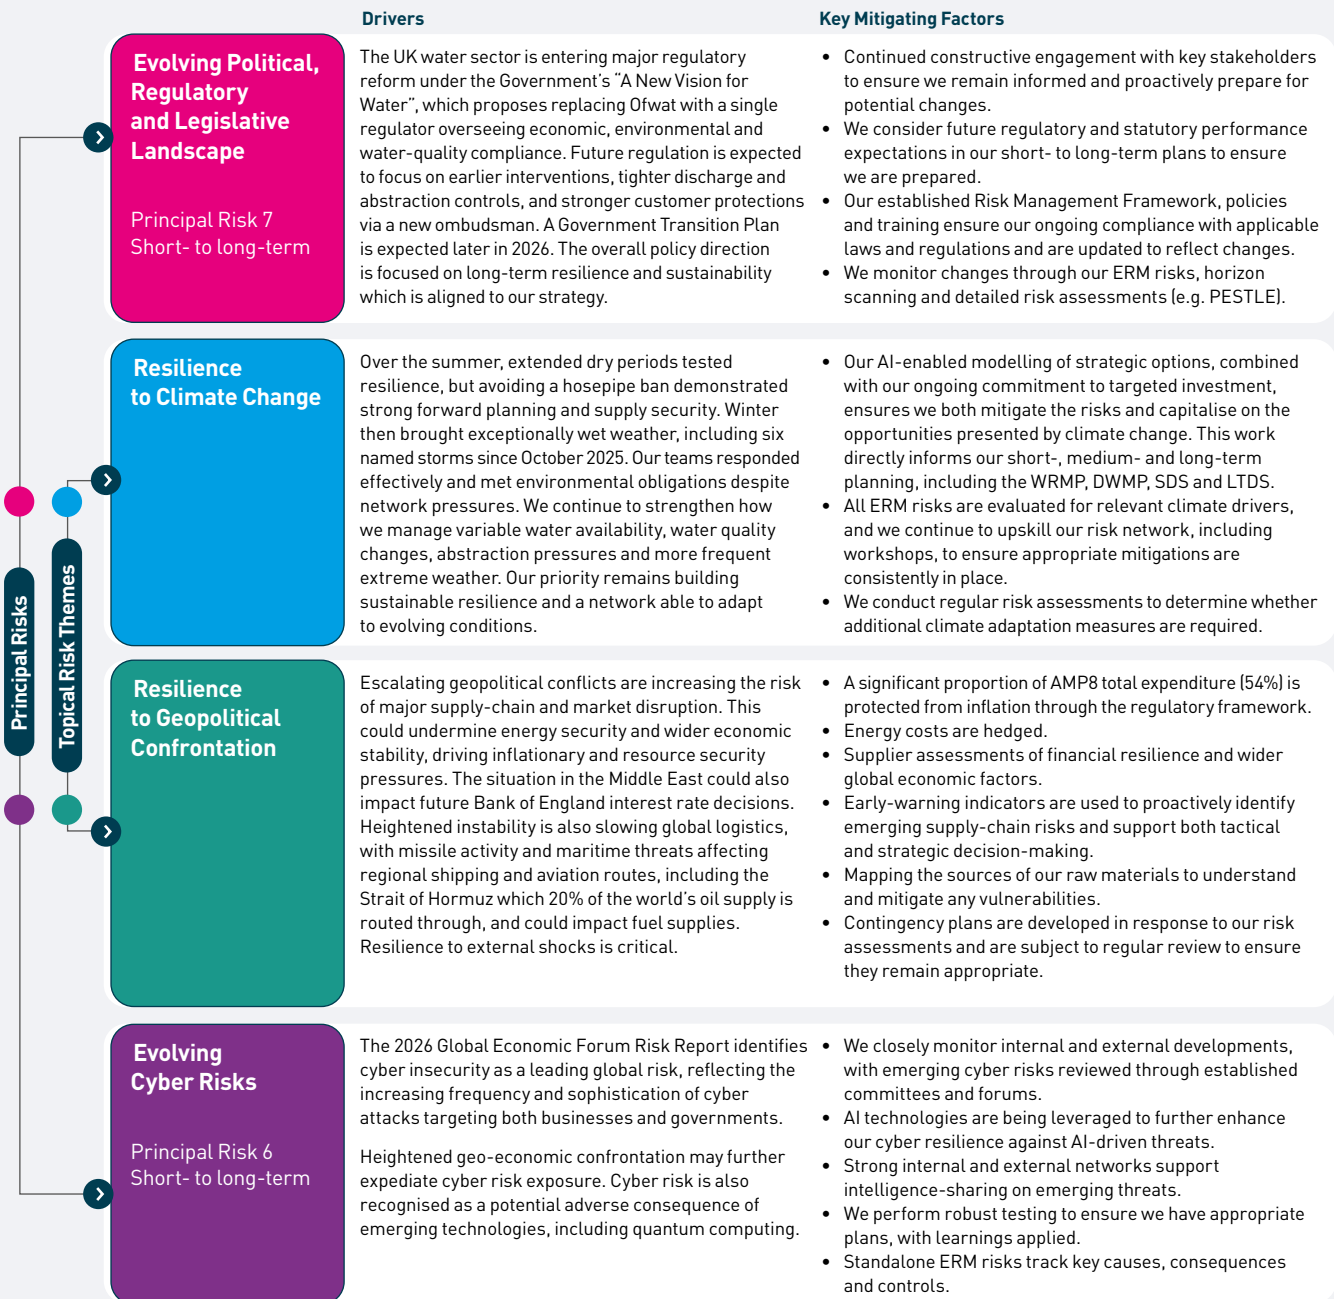 Drivers
Key Mitigating Factors
Principal Risks
Topical Risk Themes
Evolving Political,
Regulatory
and Legislative
Landscape
Principal Risk 7
Short- to long-term
The UK water sector is entering major regulatory
reform under the Government's "A New Vision for
Water", which proposes replacing Ofwat with a single
regulator overseeing economic, environmental and
water-quality compliance. Future regulation is expected
to focus on earlier interventions, tighter discharge and
abstraction controls, and stronger customer protections
via a new ombudsman. A Government Transition Plan
is expected later in 2026. The overall policy direction
is focused on long-term resilience and sustainability
which is aligned to our strategy.
• Continued constructive engagement with key stakeholders
to ensure we remain informed and proactively prepare for
potential changes.
• We consider future regulatory and statutory performance
expectations in our short- to long-term plans to ensure
we are prepared.
• Our established Risk Management Framework, policies
and training ensure our ongoing compliance with applicable
laws and regulations and are updated to reflect changes.
• We monitor changes through our ERM risks, horizon
scanning and detailed risk assessments (e.g. PESTLE).
Resilience
to Climate Change
Over the summer, extended dry periods tested
resilience, but avoiding a hosepipe ban demonstrated
strong forward planning and supply security. Winter
then brought exceptionally wet weather, including six
named storms since October 2025. Our teams responded
effectively and met environmental obligations despite
network pressures. We continue to strengthen how
we manage variable water availability, water quality
changes, abstraction pressures and more frequent
extreme weather. Our priority remains building
sustainable resilience and a network able to adapt
to evolving conditions.
• Our AI-enabled modelling of strategic options, combined
with our ongoing commitment to targeted investment,
ensures we both mitigate the risks and capitalise on the
opportunities presented by climate change. This work
directly informs our short-, medium- and long-term
planning, including the WRMP, DWMP, SDS and LTDS.
• All ERM risks are evaluated for relevant climate drivers,
and we continue to upskill our risk network, including
workshops, to ensure appropriate mitigations are
consistently in place.
• We conduct regular risk assessments to determine whether
additional climate adaptation measures are required.
Resilience
to Geopolitical
Confrontation
Escalating geopolitical conflicts are increasing the risk
of major supply-chain and market disruption. This
could undermine energy security and wider economic
stability, driving inflationary and resource security
pressures. The situation in the Middle East could also
impact future Bank of England interest rate decisions.
Heightened instability is also slowing global logistics,
with missile activity and maritime threats affecting
regional shipping and aviation routes, including the
Strait of Hormuz which 20% of the world's oil supply is
routed through, and could impact fuel supplies.
Resilience to external shocks is critical.
• A significant proportion of AMP8 total expenditure (54%) is
protected from inflation through the regulatory framework.
• Energy costs are hedged.
• Supplier assessments of financial resilience and wider
global economic factors.
• Early-warning indicators are used to proactively identify
emerging supply-chain risks and support both tactical
and strategic decision-making.
• Mapping the sources of our raw materials to understand
and mitigate any vulnerabilities.
• Contingency plans are developed in response to our risk
assessments and are subject to regular review to ensure
they remain appropriate.
Evolving
Cyber Risks
Principal Risk 6
Short- to long-term
The 2026 Global Economic Forum Risk Report identifies
cyber insecurity as a leading global risk, reflecting the
increasing frequency and sophistication of cyber
attacks targeting both businesses and governments.
Heightened geo-economic confrontation may further
expediate cyber risk exposure. Cyber risk is also
recognised as a potential adverse consequence of
emerging technologies, including quantum computing.
• We closely monitor internal and external developments,
with emerging cyber risks reviewed through established
committees and forums.
• AI technologies are being leveraged to further enhance
our cyber resilience against AI-driven threats.
• Strong internal and external networks support
intelligence-sharing on emerging threats.
• We perform robust testing to ensure we have appropriate
plans, with learnings applied.
• Standalone ERM risks track key causes, consequences
and controls.